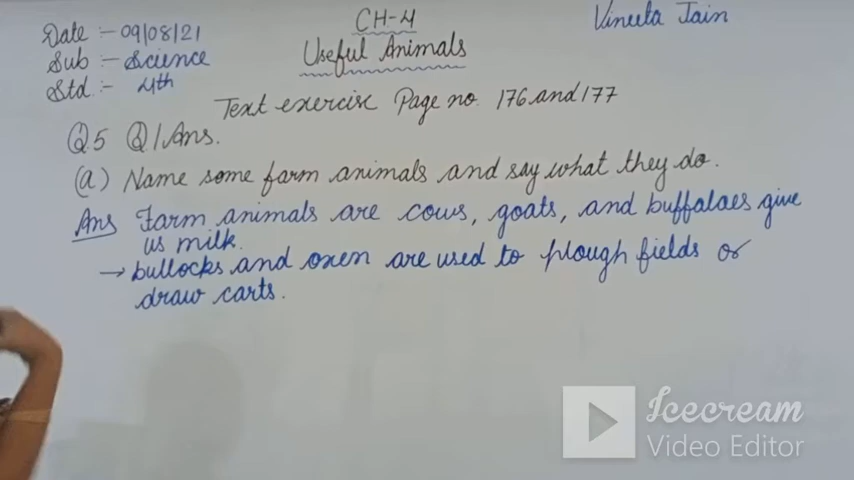 Date :- 09/08/21
CH-4
Vineeta Jain
Sub :- Science
Useful Animals
Std :- 4th
Text exercise Page no. 176 and 177
Q5 Q/Ans.
(a) Name some farm animals and say what they do.
Ans Farm animals are cows, goats, and buffalaes give
us milk.
→ bullocks and oxen are used to plough fields or
draw carts.
Icecream
Video Editor